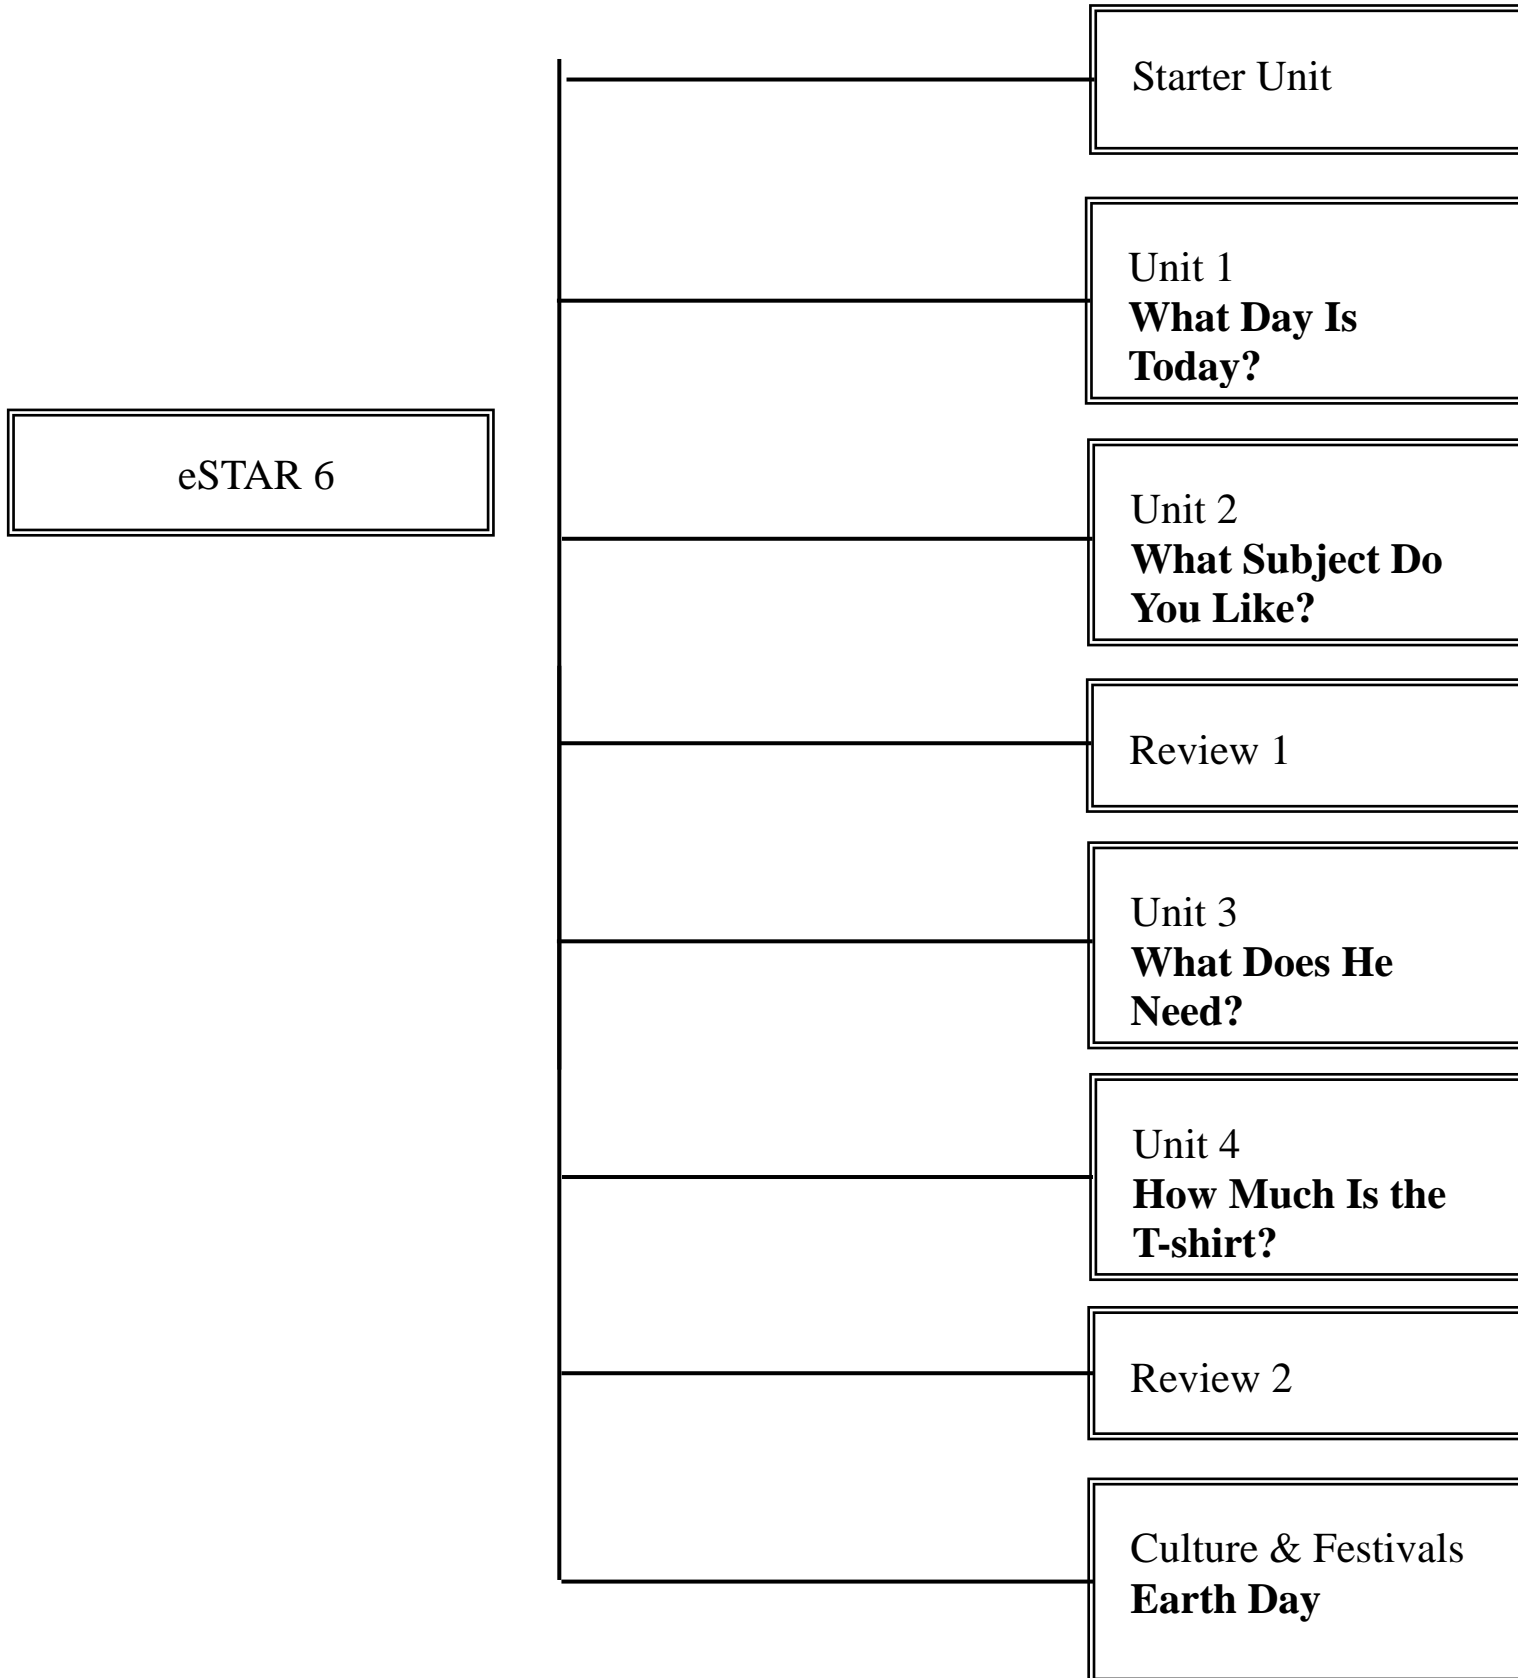 Starter Unit
Unit 1
What Day Is
Today?
eSTAR 6
Unit 2
What Subject Do
You Like?
Review 1
Unit 3
What Does He
Need?
Unit 4
How Much Is the
T-shirt?
Review 2
Culture & Festivals
Earth Day